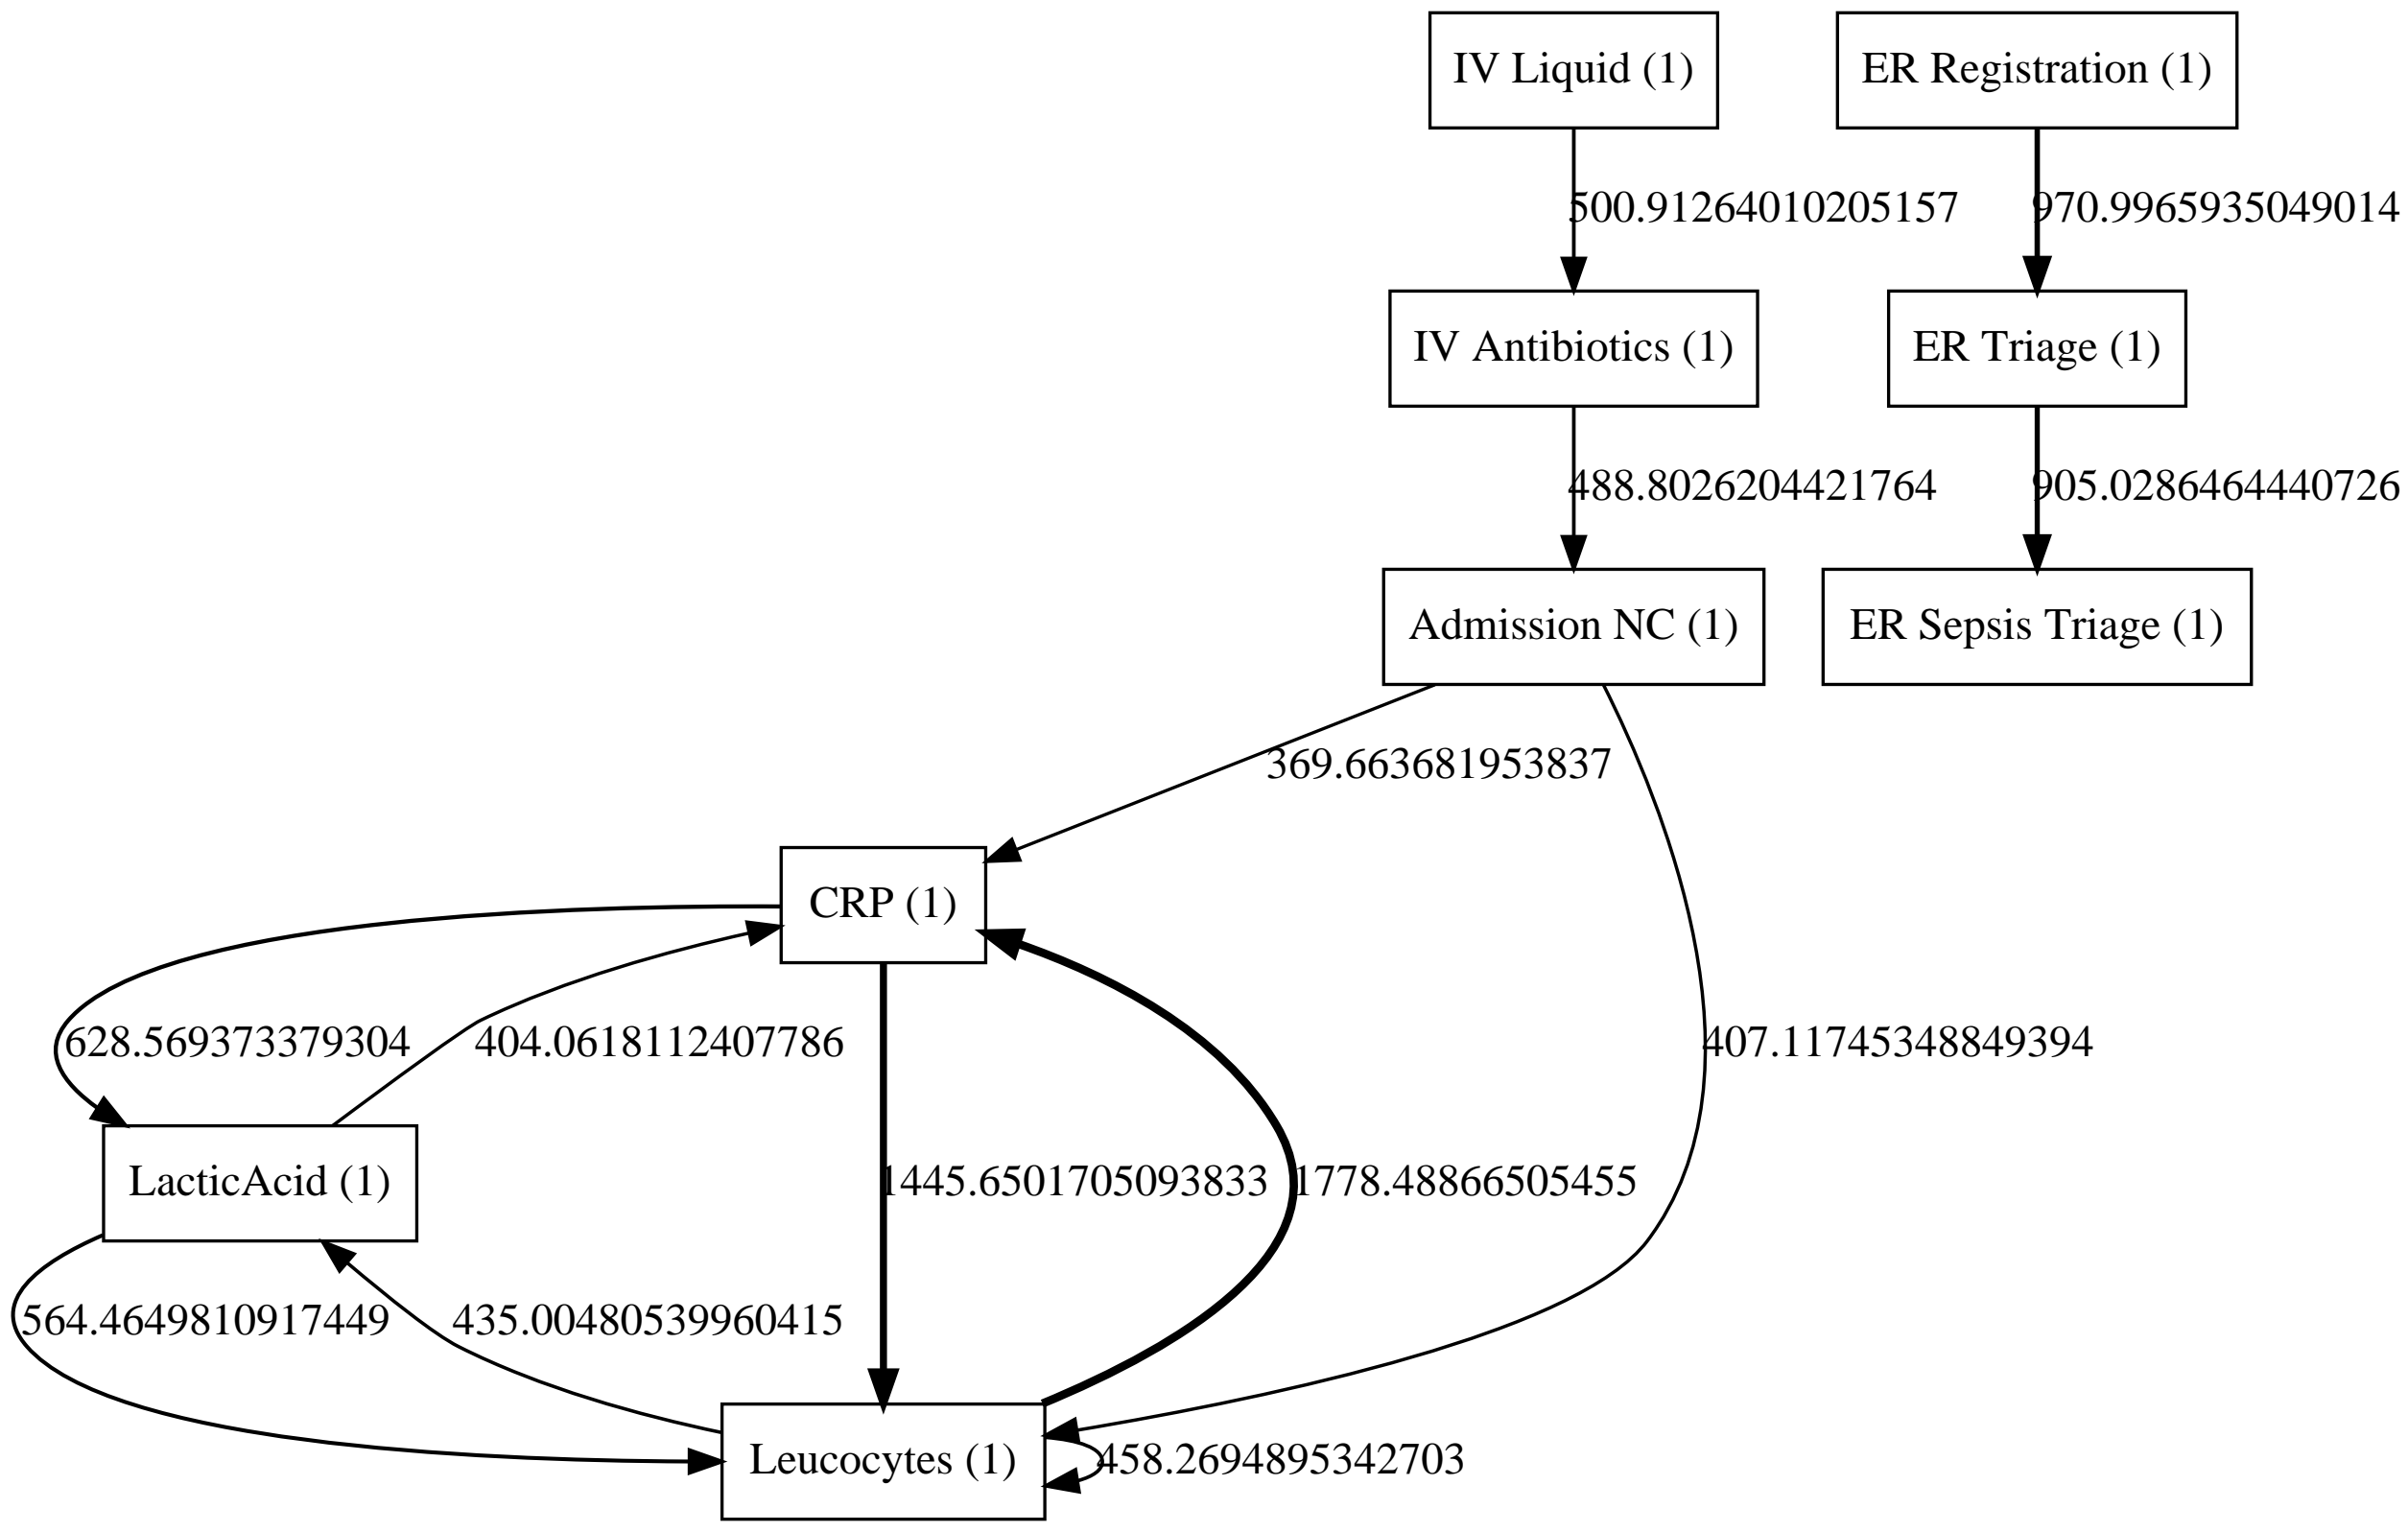 IV Liquid (1)
ER Registration (1)
500.91264010205157
970.9965935049014
IV Antibiotics (1)
ER Triage (1)
488.8026204421764
905.0286464440726
Admission NC (1)
ER Sepsis Triage (1)
369.663681953837
CRP (1)
628.569373379304
404.0618112407786
407.11745348849394
LacticAcid (1)
1445.6501705093833
1778.48866505455
564.4649810917449
435.00480539960415
Leucocytes (1)
458.2694895342703